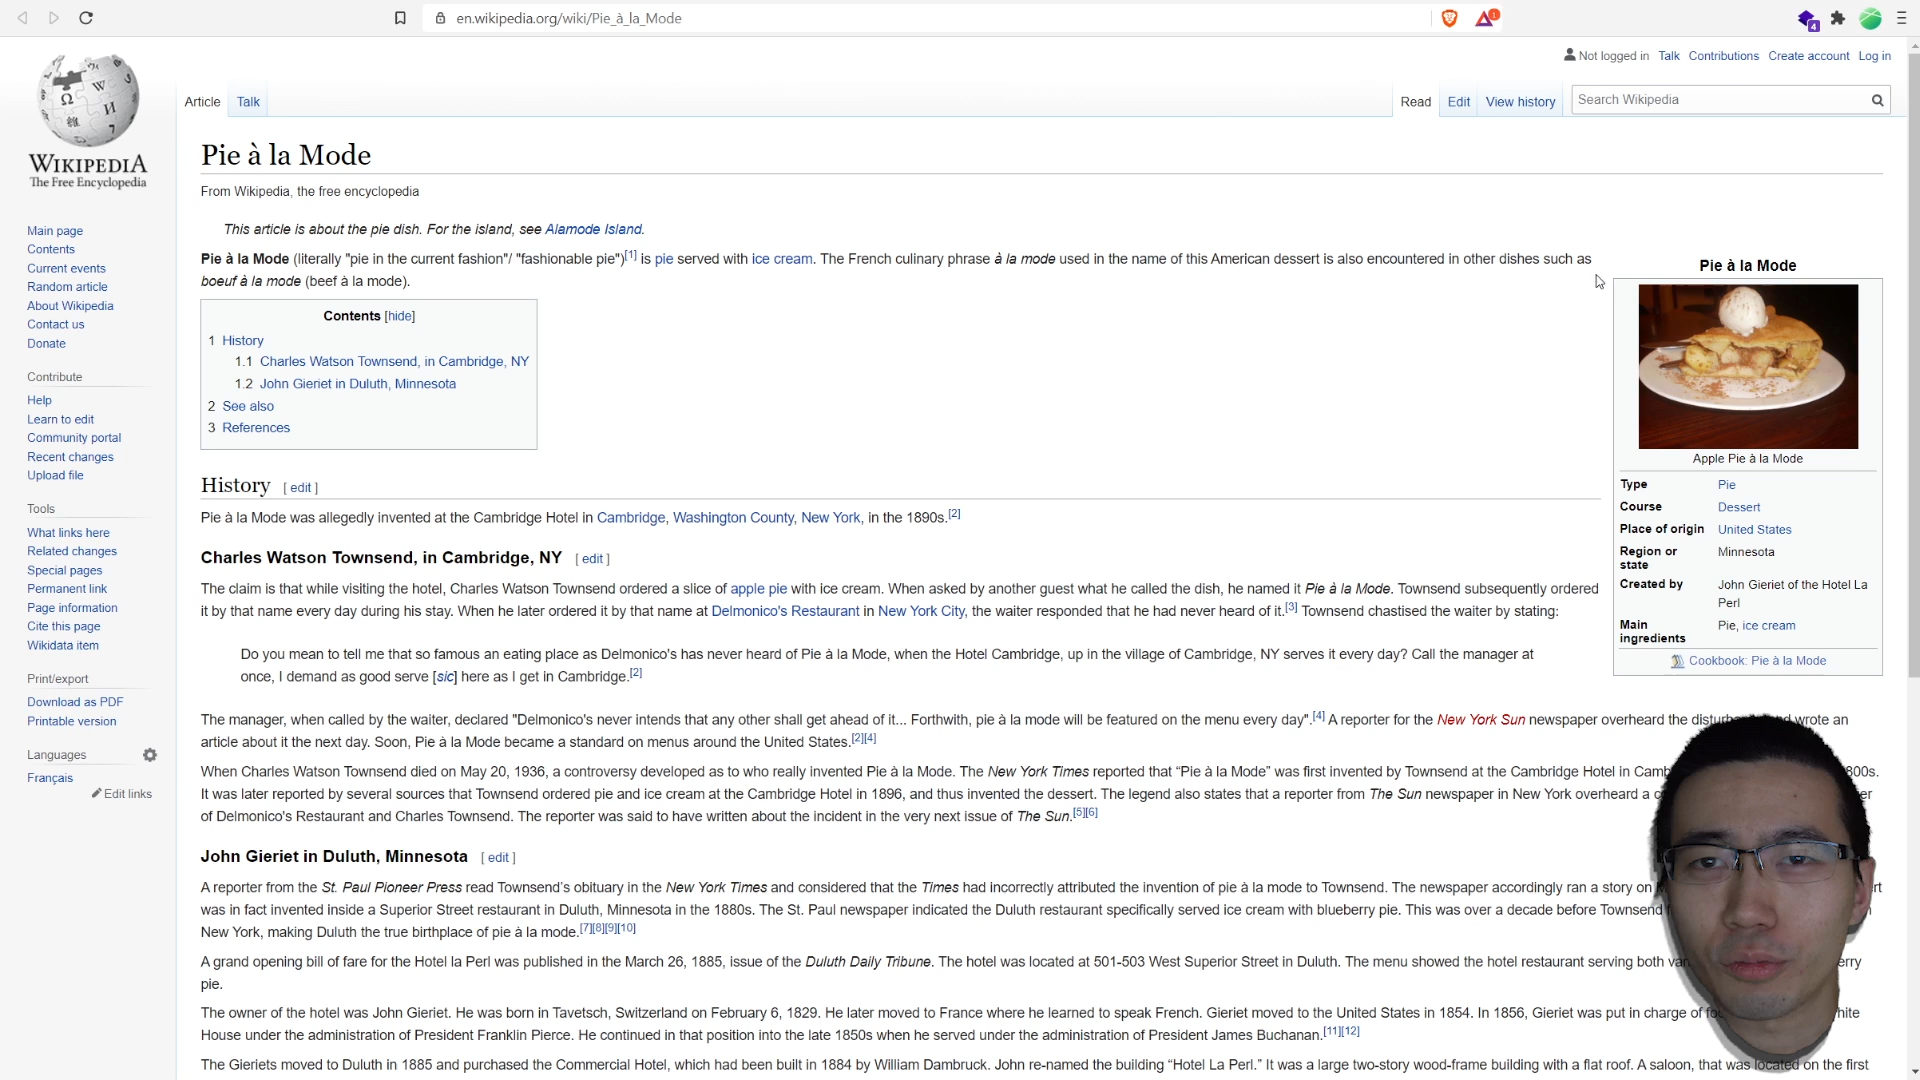 en.wikipedia.org/wiki/Pie_à_la_Mode
1
4
Not logged in Talk Contributions Create account Log in
Article Talk
Read Edit View history Search Wikipedia
WIKIPEDIA
The Free Encyclopedia
Main page
Contents
Current events
Random article
About Wikipedia
Contact us
Donate
Contribute
Help
Learn to edit
Community portal
Recent changes
Upload file
Tools
What links here
Related changes
Special pages
Permanent link
Page information
Cite this page
Wikidata item
Print/export
Download as PDF
Printable version
Languages
Français
Edit links
Pie à la Mode
From Wikipedia, the free encyclopedia
This article is about the pie dish. For the island, see Alamode Island.
Pie à la Mode (literally "pie in the current fashion"/ "fashionable pie")[1] is pie served with ice cream. The French culinary phrase à la mode used in the name of this American dessert is also encountered in other dishes such as
boeuf à la mode (beef à la mode).
Contents [hide]
1 History
1.1 Charles Watson Townsend, in Cambridge, NY
1.2 John Gieriet in Duluth, Minnesota
2 See also
3 References
Pie à la Mode
Apple Pie à la Mode
Type Pie
Course Dessert
Place of origin United States
Region or state Minnesota
Created by John Gieriet of the Hotel La Perl
Main ingredients Pie, ice cream
Cookbook: Pie à la Mode
History [ edit ]
Pie à la Mode was allegedly invented at the Cambridge Hotel in Cambridge, Washington County, New York, in the 1890s.[2]
Charles Watson Townsend, in Cambridge, NY [ edit ]
The claim is that while visiting the hotel, Charles Watson Townsend ordered a slice of apple pie with ice cream. When asked by another guest what he called the dish, he named it Pie à la Mode. Townsend subsequently ordered
it by that name every day during his stay. When he later ordered it by that name at Delmonico's Restaurant in New York City, the waiter responded that he had never heard of it.[3] Townsend chastised the waiter by stating:
Do you mean to tell me that so famous an eating place as Delmonico's has never heard of Pie à la Mode, when the Hotel Cambridge, up in the village of Cambridge, NY serves it every day? Call the manager at
once, I demand as good serve [sic] here as I get in Cambridge.[2]
The manager, when called by the waiter, declared "Delmonico's never intends that any other shall get ahead of it... Forthwith, pie à la mode will be featured on the menu every day".[4] A reporter for the New York Sun newspaper overheard the wrote an
article about it the next day. Soon, Pie à la Mode became a standard on menus around the United States.[2][4]
When Charles Watson Townsend died on May 20, 1936, a controversy developed as to who really invented Pie à la Mode. The New York Times reported that “Pie à la Mode” was first invented by Townsend at the Cambridge Hotel in
It was later reported by several sources that Townsend ordered pie and ice cream at the Cambridge Hotel in 1896, and thus invented the dessert. The legend also states that a reporter from The Sun newspaper in New York overheard a
of Delmonico's Restaurant and Charles Townsend. The reporter was said to have written about the incident in the very next issue of The Sun.[5][6]
John Gieriet in Duluth, Minnesota [ edit ]
A reporter from the St. Paul Pioneer Press read Townsend’s obituary in the New York Times and considered that the Times had incorrectly attributed the invention of pie à la mode to Townsend. The newspaper accordingly ran a story on
was in fact invented inside a Superior Street restaurant in Duluth, Minnesota in the 1880s. The St. Paul newspaper indicated the Duluth restaurant specifically served ice cream with blueberry pie. This was over a decade before Townsend
New York, making Duluth the true birthplace of pie à la mode.[7][8][9][10]
A grand opening bill of fare for the Hotel la Perl was published in the March 26, 1885, issue of the Duluth Daily Tribune. The hotel was located at 501-503 West Superior Street in Duluth. The menu showed the hotel restaurant serving both
pie.
The owner of the hotel was John Gieriet. He was born in Tavetsch, Switzerland on February 6, 1829. He later moved to France where he learned to speak French. Gieriet moved to the United States in 1854. In 1856, Gieriet was put in charge of
House under the administration of President Franklin Pierce. He continued in that position into the late 1850s when he served under the administration of President James Buchanan.[11][12]
The Gieriets moved to Duluth in 1885 and purchased the Commercial Hotel, which had been built in 1884 by William Dambruck. John re-named the building “Hotel La Perl.” It was a large two-story wood-frame building with a flat roof. A saloon, that was located on the first